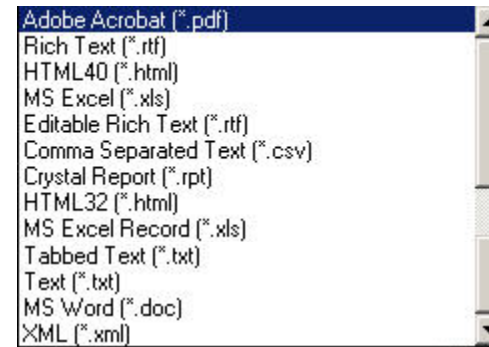 Adobe Acrobat (*.pdf)
Rich Text (*.rtf)
HTML40 (*.html)
MS Excel (*.xls)
Editable Rich Text (*.rtf)
Comma Separated Text (*.csv)
Crystal Report (*.rpt)
HTML32 (*.html)
MS Excel Record (*.xls)
Tabbed Text (*.txt)
Text (*.txt)
MS Word (*.doc)
XML (*.xml)